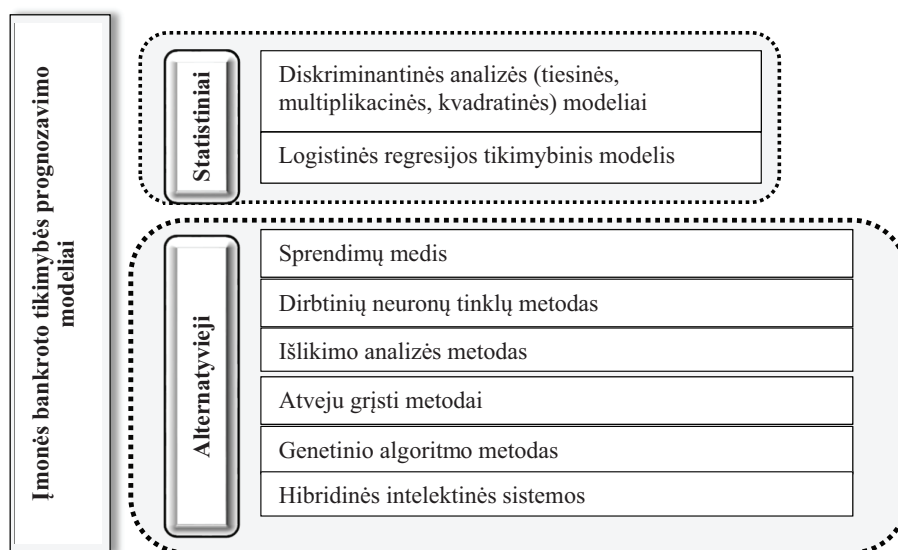 Įmonės bankroto tikimybės prognozavimo
modeliai
Statistiniai
Diskriminantinės analizės (tiesinės,
multiplikacinės, kvadratinės) modeliai
Logistinės regresijos tikimybinis modelis
Alternatyvieji
Sprendimų medis
Dirbtinių neuronų tinklų metodas
Išlikimo analizės metodas
Atveju grįsti metodai
Genetinio algoritmo metodas
Hibridinės intelektinės sistemos